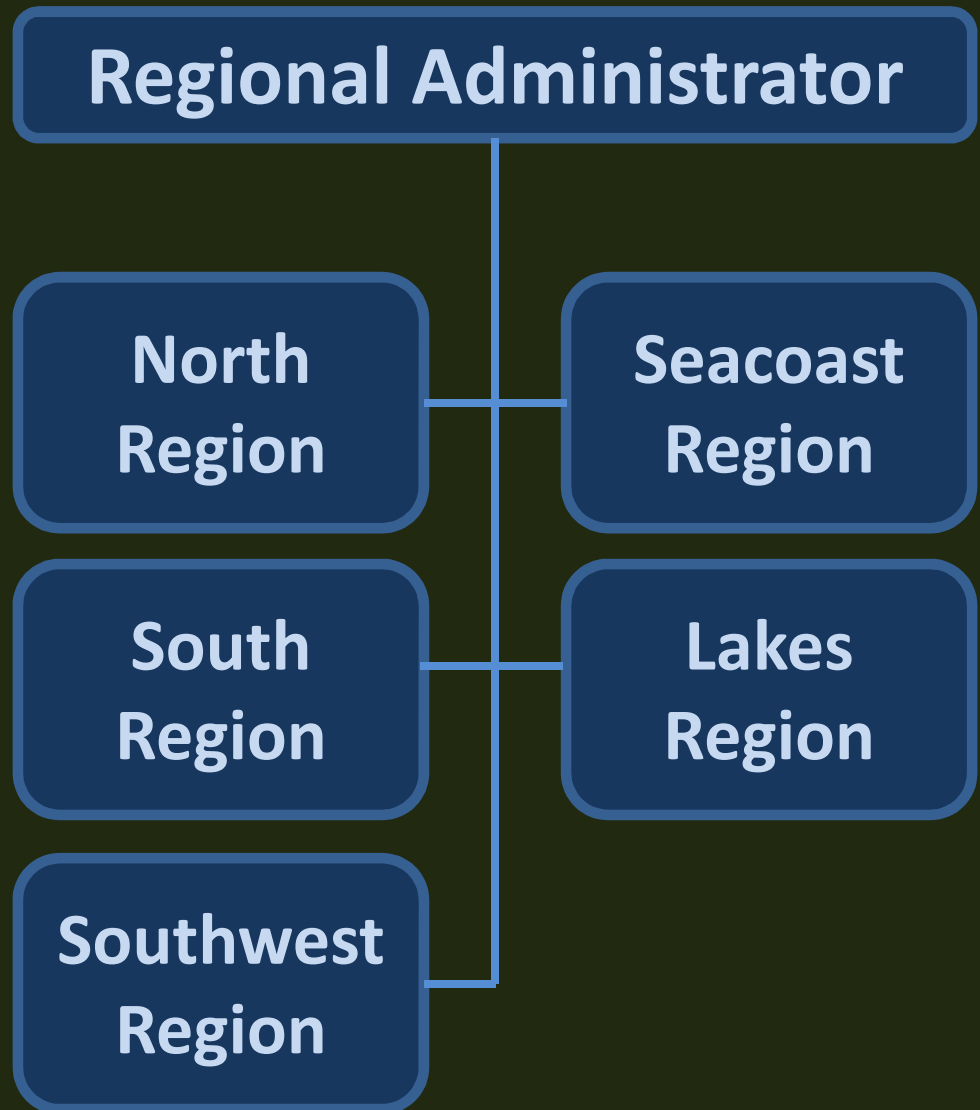 Regional Administrator
North
Region
Seacoast
Region
South
Region
Lakes
Region
Southwest
Region